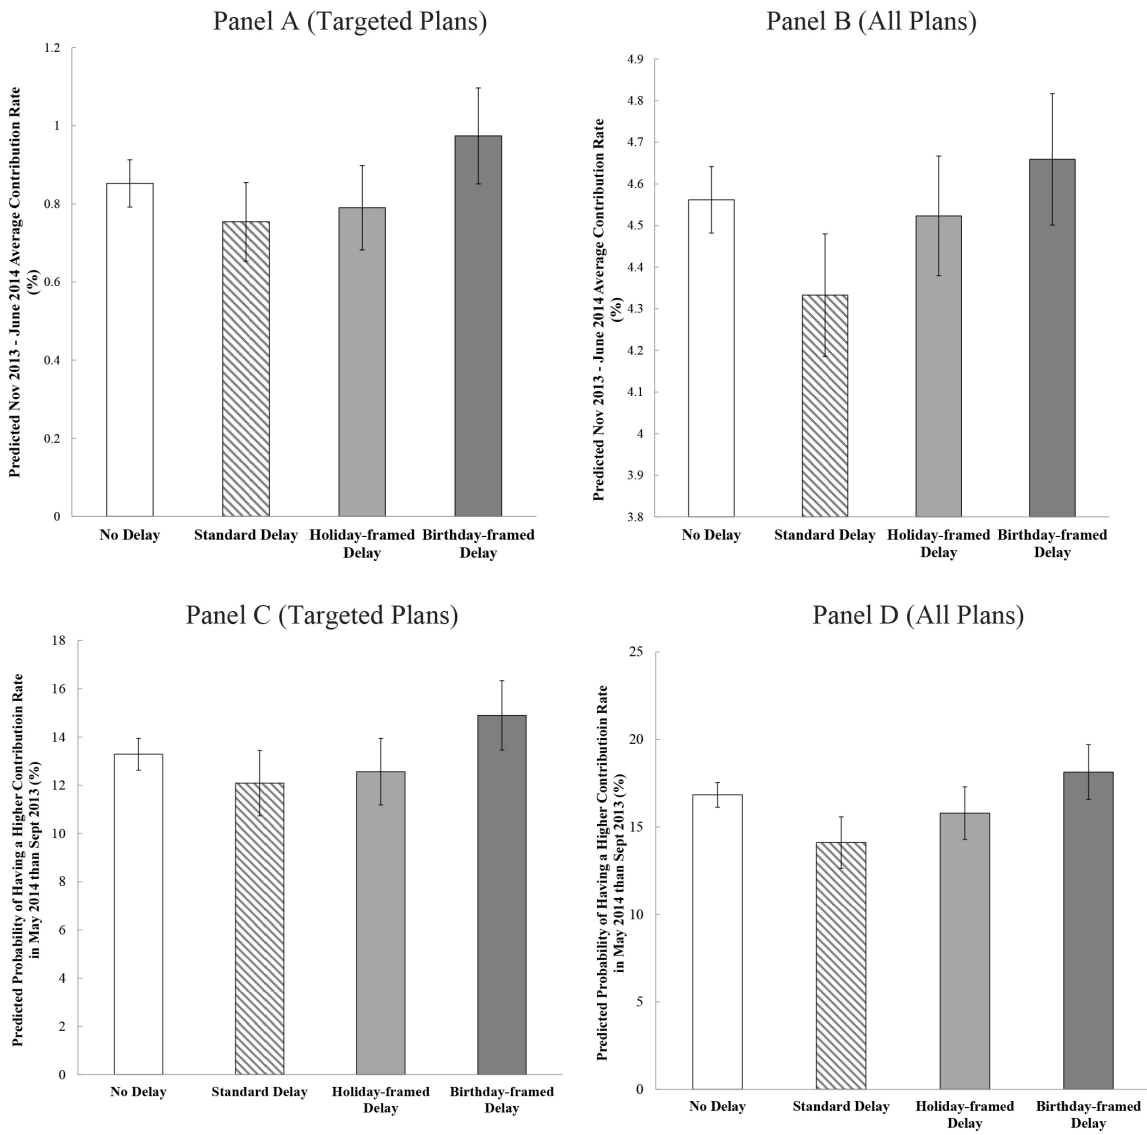 Panel A (Targeted Plans)
Predicted Nov 2013 - June 2014 Average Contribution Rate
(%)
1.2
1
0.8
0.6
0.4
0.2
0
No Delay
Standard Delay
Holiday-framed
Delay
Birthday-framed
Delay
Panel B (All Plans)
Predicted Nov 2013 - June 2014 Average Contribution Rate
(%)
4.9
4.8
4.7
4.6
4.5
4.4
4.3
4.2
4.1
4
3.9
3.8
No Delay
Standard Delay
Holiday-framed
Delay
Birthday-framed
Delay
Panel C (Targeted Plans)
Predicted Probability of Having a Higher Contributioin Rate
in May 2014 than Sept 2013 (%)
18
16
14
12
10
8
6
4
2
0
No Delay
Standard Delay
Holiday-framed
Delay
Birthday-framed
Delay
Panel D (All Plans)
Predicted Probability of Having a Higher Contributioin Rate
in May 2014 than Sept 2013 (%)
25
20
15
10
5
0
No Delay
Standard Delay
Holiday-framed
Delay
Birthday-framed
Delay